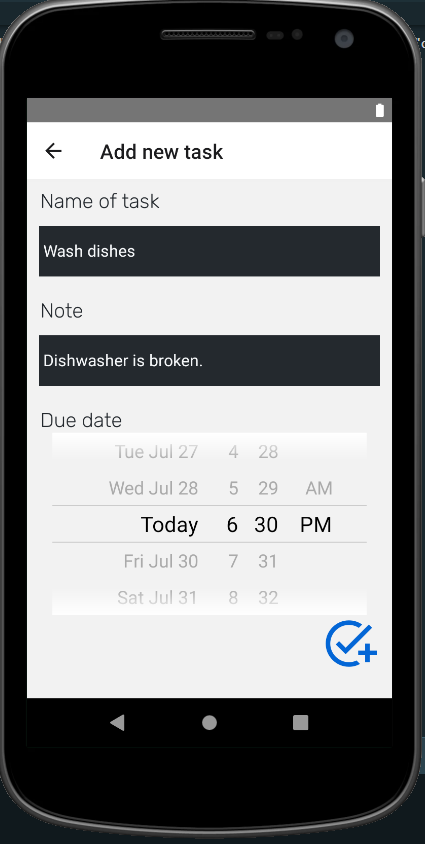 Add new task
Name of task
Wash dishes
Note
Dishwasher is broken.
Due date
Tue Jul 27 4 28
Wed Jul 28 5 29 AM
Today 6 30 PM
Fri Jul 30 7 31
Sat Jul 31 8 32